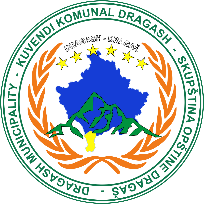 KUVENDI KOMUNAL DRAGASH - SKUPŠTINA OPŠTINE DRAGAŠ - DRAGASH MUNICIPALITY -